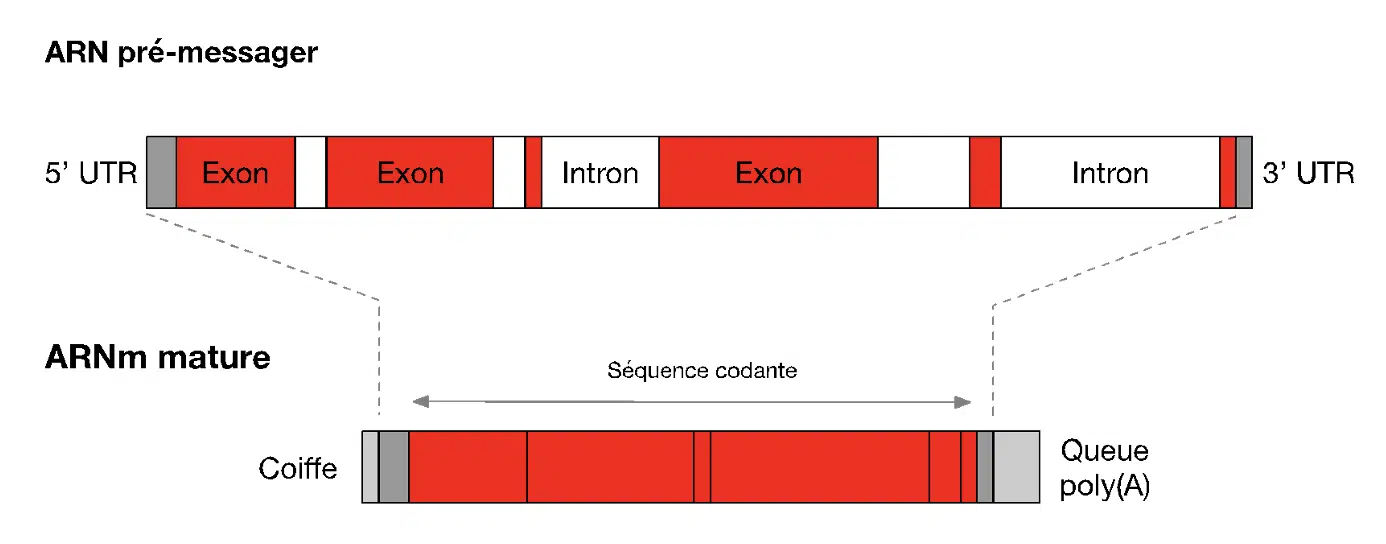 ARN pré-messager
5’ UTR
Exon
Exon
Intron
Exon
Intron
3’ UTR
ARNm mature
Séquence codante
Coiffe
Queue
poly(A)